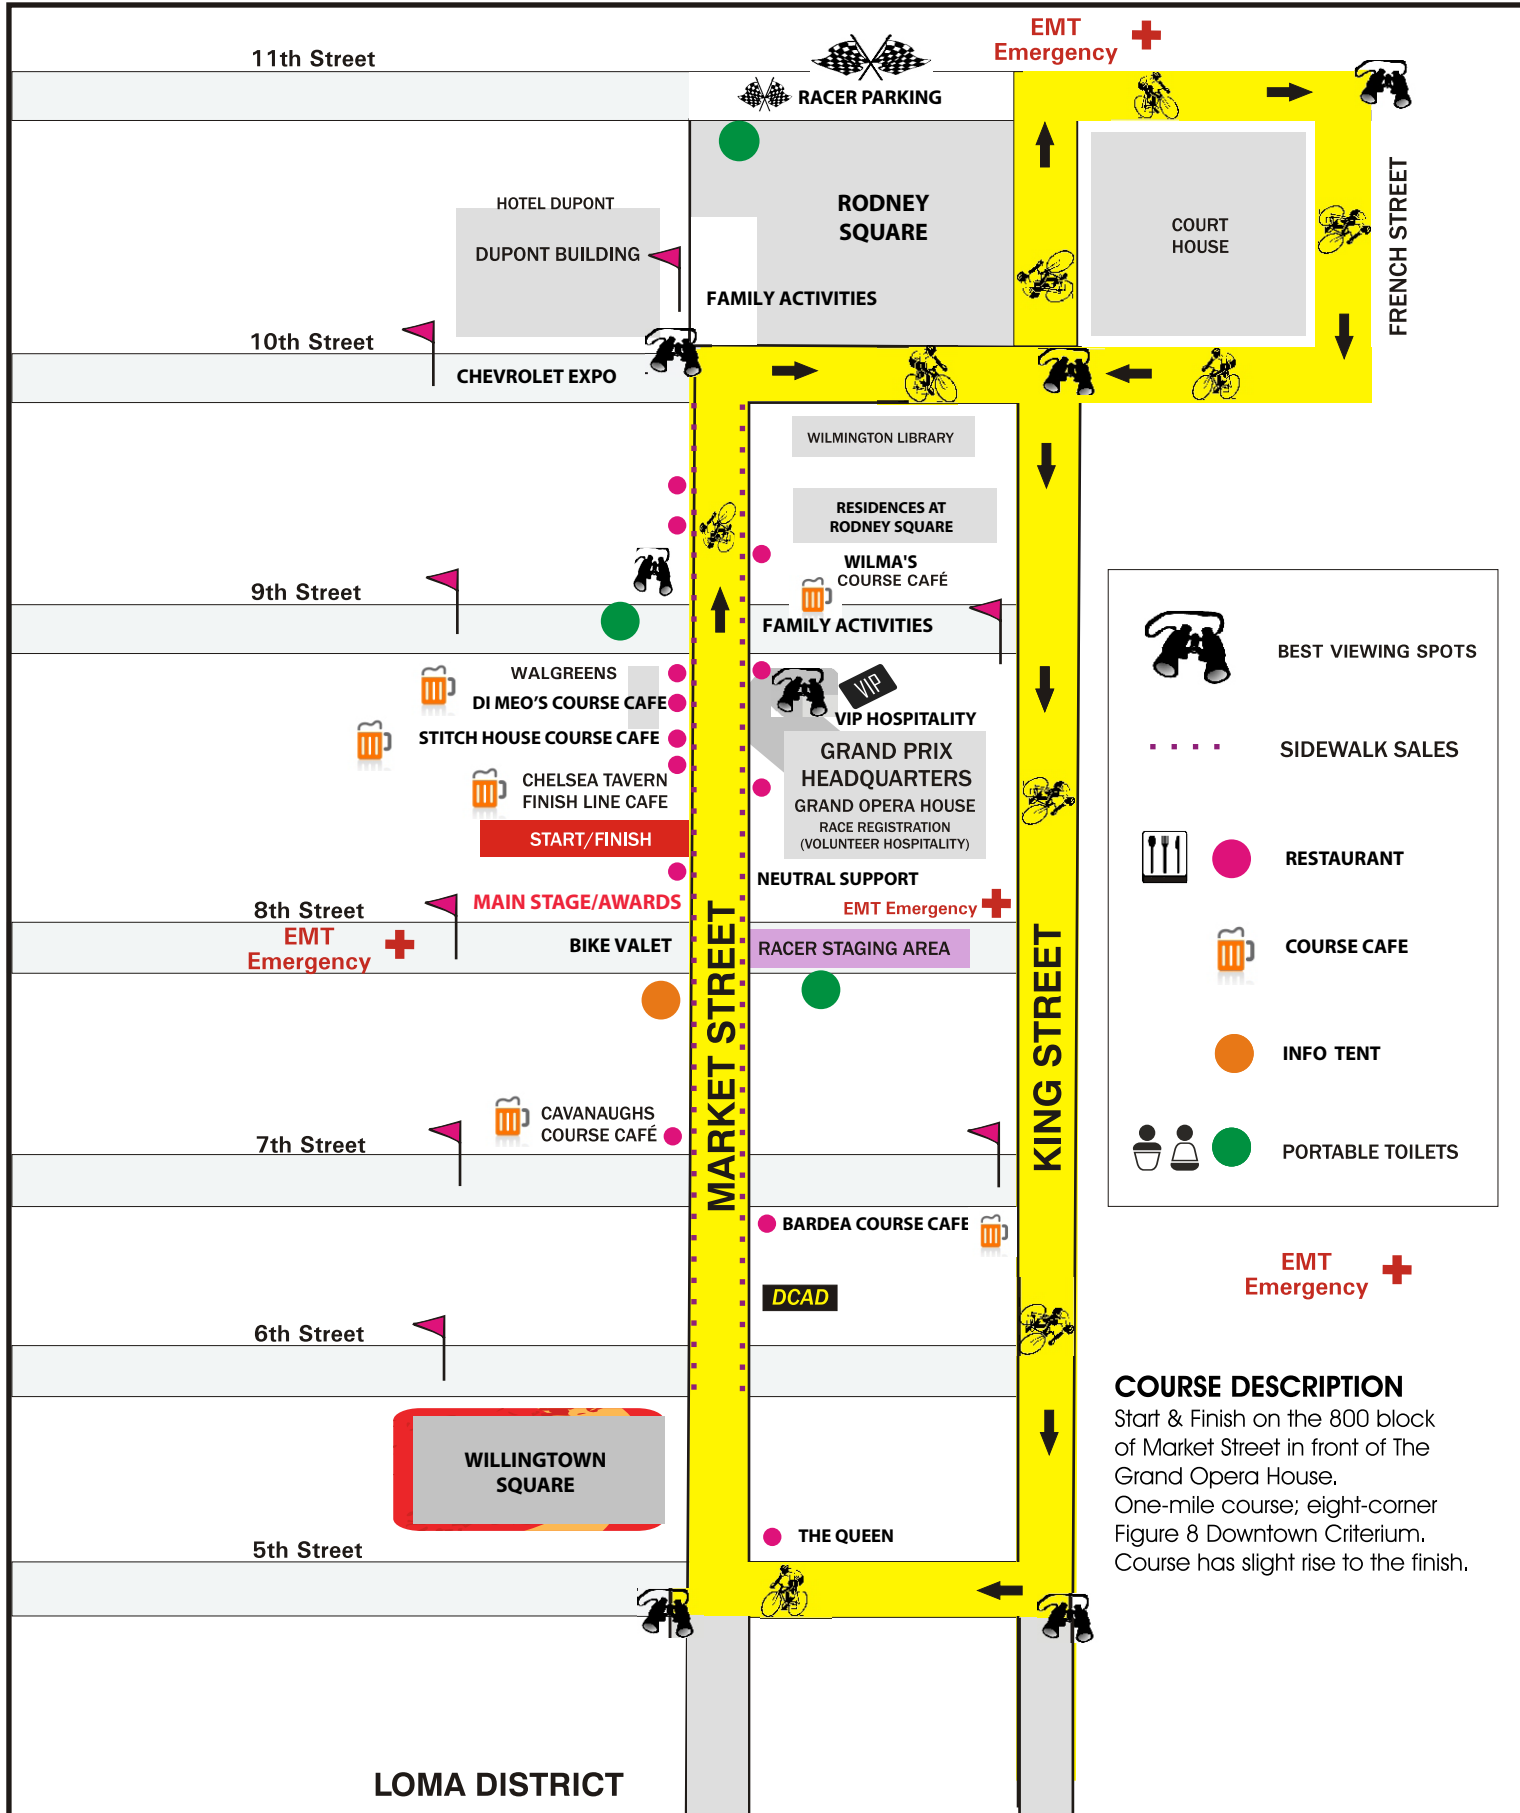 EMT
Emergency
11th Street
RACER PARKING
HOTEL DUPONT
DUPONT BUILDING
RODNEY
SQUARE
COURT
HOUSE
FRENCH STREET
FAMILY ACTIVITIES
10th Street
CHEVROLET EXPO
WILMINGTON LIBRARY
RESIDENCES AT
RODNEY SQUARE
WILMA'S
COURSE CAFÉ
9th Street
FAMILY ACTIVITIES
WALGREENS
DI MEO'S COURSE CAFE
STITCH HOUSE COURSE CAFE
CHELSEA TAVERN
FINISH LINE CAFE
START/FINISH
VIP
VIP HOSPITALITY
GRAND PRIX
HEADQUARTERS
GRAND OPERA HOUSE
RACE REGISTRATION
(VOLUNTEER HOSPITALITY)
NEUTRAL SUPPORT
EMT Emergency
MAIN STAGE/AWARDS
8th Street
EMT
Emergency
BIKE VALET
RACER STAGING AREA
MARKET STREET
KING STREET
CAVANAUGHS
COURSE CAFÉ
7th Street
BARDEA COURSE CAFE
DCAD
6th Street
WILLINGTOWN
SQUARE
THE QUEEN
5th Street
LOMA DISTRICT
BEST VIEWING SPOTS
SIDEWALK SALES
RESTAURANT
COURSE CAFE
INFO TENT
PORTABLE TOILETS
EMT
Emergency
COURSE DESCRIPTION
Start & Finish on the 800 block
of Market Street in front of The
Grand Opera House.
One-mile course; eight-corner
Figure 8 Downtown Criterium.
Course has slight rise to the finish.